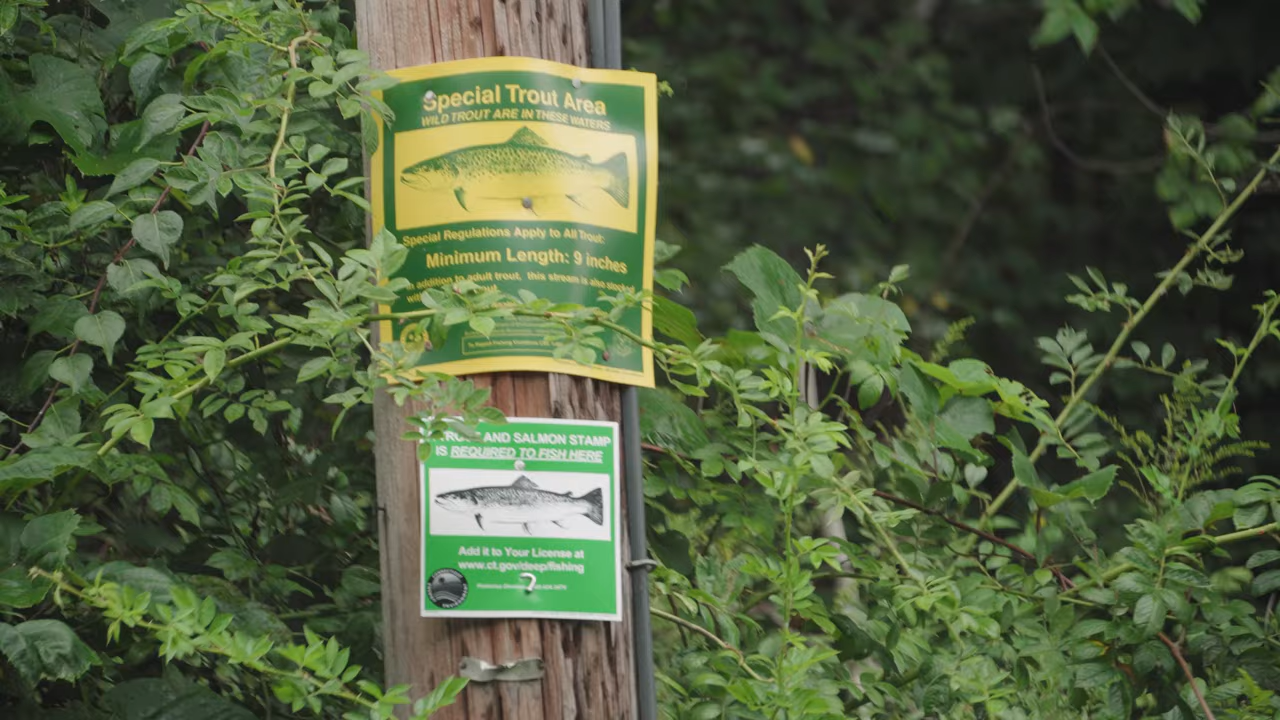 Special Trout Area
WILD TROUT ARE IN THESE WATERS
Special Regulations Apply to All Trout:
Minimum Length: 9 inches
addition to adult trout, this stream is also stocked
TROUT AND SALMON STAMP
IS REQUIRED TO FISH HERE
Add it to Your License at
www.ct.gov/deep/fishing